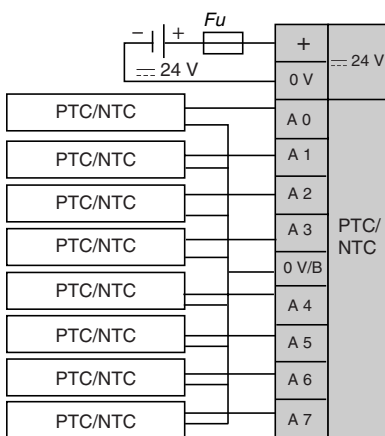 Fu
− +
⎓ 24 V
+
0 V
⎓ 24 V
PTC/NTC
A 0
PTC/NTC
A 1
PTC/NTC
A 2
PTC/NTC
A 3
0 V/B
PTC/
NTC
PTC/NTC
A 4
PTC/NTC
A 5
PTC/NTC
A 6
PTC/NTC
A 7